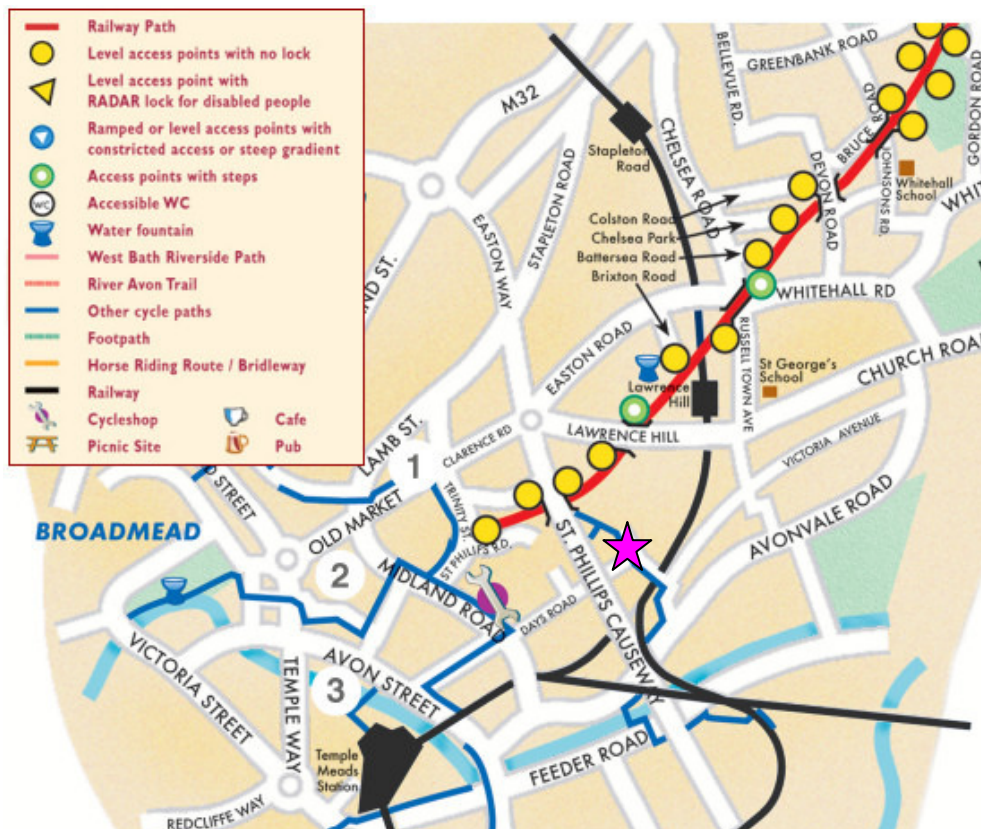 Railway Path
Level access points with no lock
Level access point with
RADAR lock for disabled people
Ramped or level access points with
constricted access or steep gradient
Access points with steps
WC
Accessible WC
Water fountain
West Bath Riverside Path
River Avon Trail
Other cycle paths
Footpath
Horse Riding Route / Bridleway
Railway
Cycleshop
Cafe
Picnic Site
Pub
M32
BELLEVUE RD.
GREENBANK ROAD
GORDON ROAD
BRUCE ROAD
JOHNSONS RD.
Whitehall
School
DEVON ROAD
CHELSEA ROAD
Stapleton
Road
STAPLETON ROAD
EASTON WAY
Colston Road
Chelsea Park
Battersea Road
Brixton Road
WHITEHALL RD
EASTON ROAD
RUSSELL TOWN AVE
St George's
School
CHURCH ROAD
Lawrence
Hill
LAWRENCE HILL
VICTORIA AVENUE
AVONVALE ROAD
LAMB ST.
CLARENCE RD
1
TRINITY ST.
OLD MARKET
BROADMEAD
ST PHILIPS RD.
2
MIDLAND ROAD
DAYS ROAD
ST. PHILLIPS CAUSEWAY
VICTORIA STREET
TEMPLE WAY
AVON STREET
3
Temple
Meads
Station
FEEDER ROAD
REDCLIFFE WAY